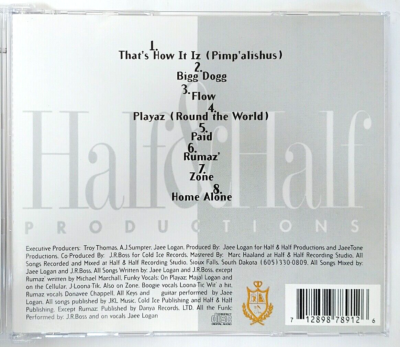 1.
That's How It Iz (Pimp'alishus)
2.
Bigg Dogg
3.
Flow
4.
Playaz (Round the World)
5.
Paid
6.
Rumaz'
7.
Zone
8.
Home Alone
Half & Half
PRODUCTIONS
Executive Producers: Troy Thomas. A.J Sumpter. Jaee Logan. Produced By: Jaee Logan for Half & Half Productions and JaeeTone
Productions, Co-Produced By: J.R.Boss for Cold Ice Records. Mastered By: Marc Haaland at Half & Half Recording Studio. All
Songs Recorded and Mixed at Half & Half Recording Studio. Sioux Falls, South Dakota (605)330-0809. All Songs Mixed by
Jaee Logan and J.R.Boss, All Songs Written by Jaee Logan and J.R.Boss, except
Rumaz written by Michael Marchall. Funky Vocals: On Playaz, Maja! Logan and
on the Cellular. J-Loona-Tik. Also on Zone: Boogie vocals Loona-Tic Wit' a hit.
Rumaz vocals Donavee Chappell. All Keys and guitar performed by Jaee Logan.
All songs published by JKL Music. Cold Ice Publishing and Half & Half
Publishing. Except Rumaz: Published by Danya Records, LTD. All the Funk:
Performed by: J.R.Boss and on vocals Jaee Logan
7 12898 78912 6